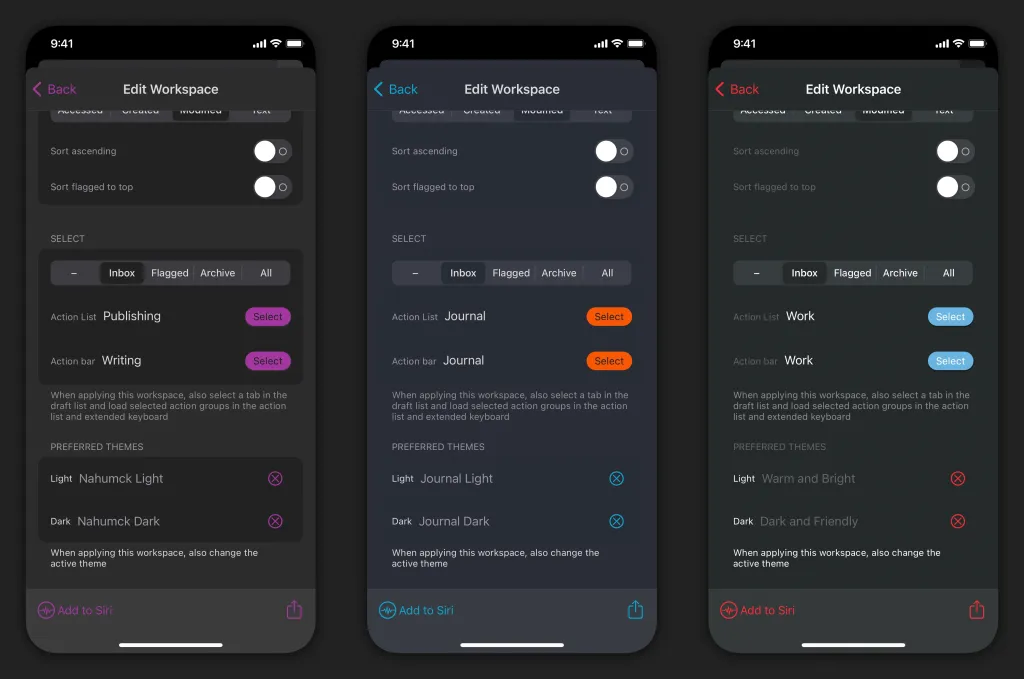 9:41
Back Edit Workspace
Accessed Created Modified Text
Sort ascending
Sort flagged to top
SELECT
– Inbox Flagged Archive All
Action List Publishing Select
Action bar Writing Select
When applying this workspace, also select a tab in the
draft list and load selected action groups in the action
list and extended keyboard
PREFERRED THEMES
Light Nahumck Light
Dark Nahumck Dark
When applying this workspace, also change the
active theme
Add to Siri
9:41
Back Edit Workspace
Accessed Created Modified Text
Sort ascending
Sort flagged to top
SELECT
– Inbox Flagged Archive All
Action List Journal Select
Action bar Journal Select
When applying this workspace, also select a tab in the
draft list and load selected action groups in the action
list and extended keyboard
PREFERRED THEMES
Light Journal Light
Dark Journal Dark
When applying this workspace, also change the
active theme
Add to Siri
9:41
Back Edit Workspace
Accessed Created Modified Text
Sort ascending
Sort flagged to top
SELECT
– Inbox Flagged Archive All
Action List Work Select
Action bar Work Select
When applying this workspace, also select a tab in the
draft list and load selected action groups in the action
list and extended keyboard
PREFERRED THEMES
Light Warm and Bright
Dark Dark and Friendly
When applying this workspace, also change the
active theme
Add to Siri